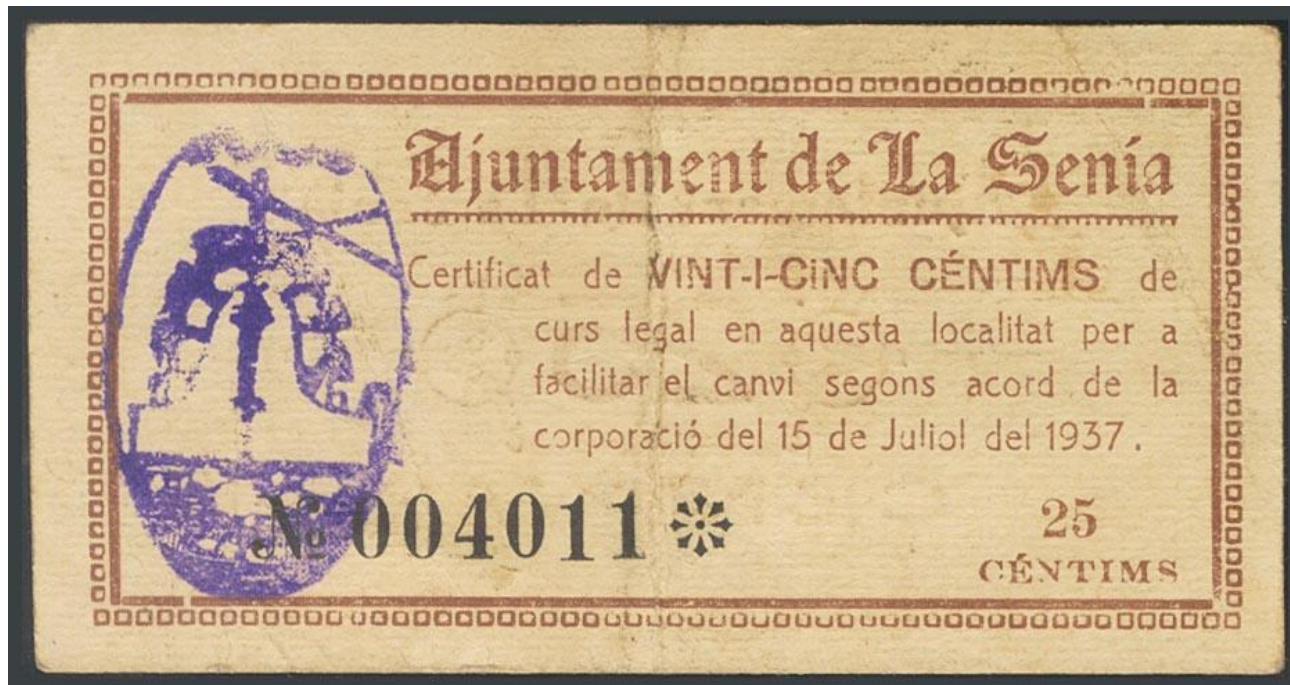 Ajuntament de La Senia
Certificat de VINT-I-CiNC CÉNTIMS de
curs legal en aquesta localitat per a
facilitar el canvi segons acord de la
corporació del 15 de Juliol del 1937.
Nº 004011
25
CÉNTIMS